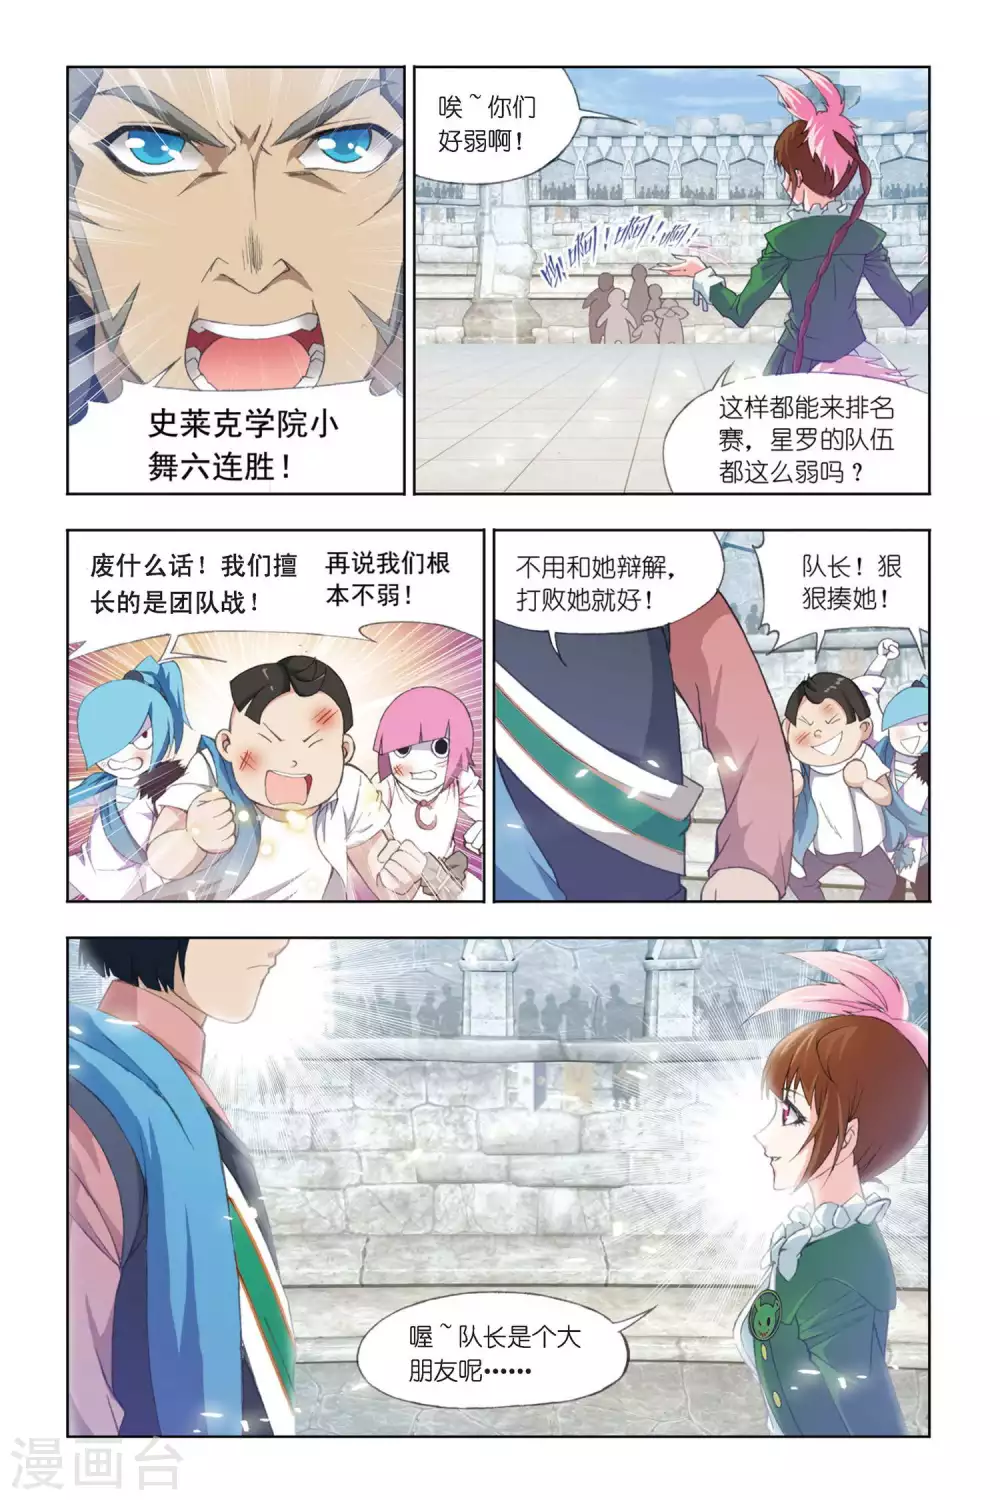 史莱克学院小
舞六连胜！
唉～你们
好弱啊！
啊！啊！啊！
这样都能来排名
赛，星罗的队伍
都这么弱吗？
废什么话！我们擅
长的是团队战！
再说我们根
本不弱！
不用和她辩解，
打败她就好！
队长！狠
狠揍她！
喔～队长是个大
朋友呢……
漫画台